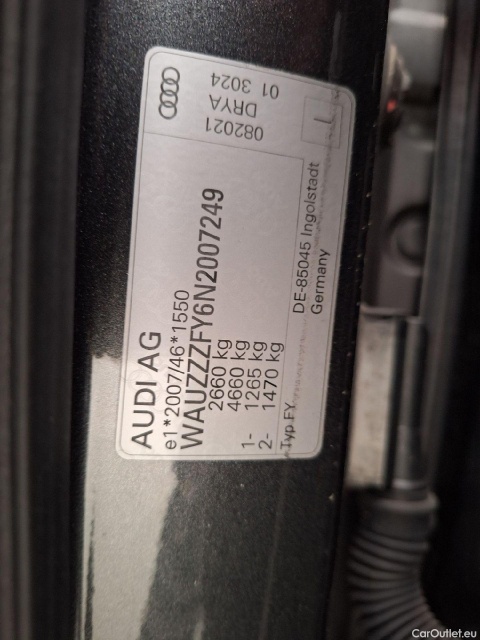 AUDI AG
e1*2007/46*1550
WAUZZZFY6N2007249
2660 kg
4660 kg
1- 1265 kg
2- 1470 kg
Typ FY
DE-85045 Ingolstadt
Germany
082021
DRYA
01 3024
L
CarOutlet.eu